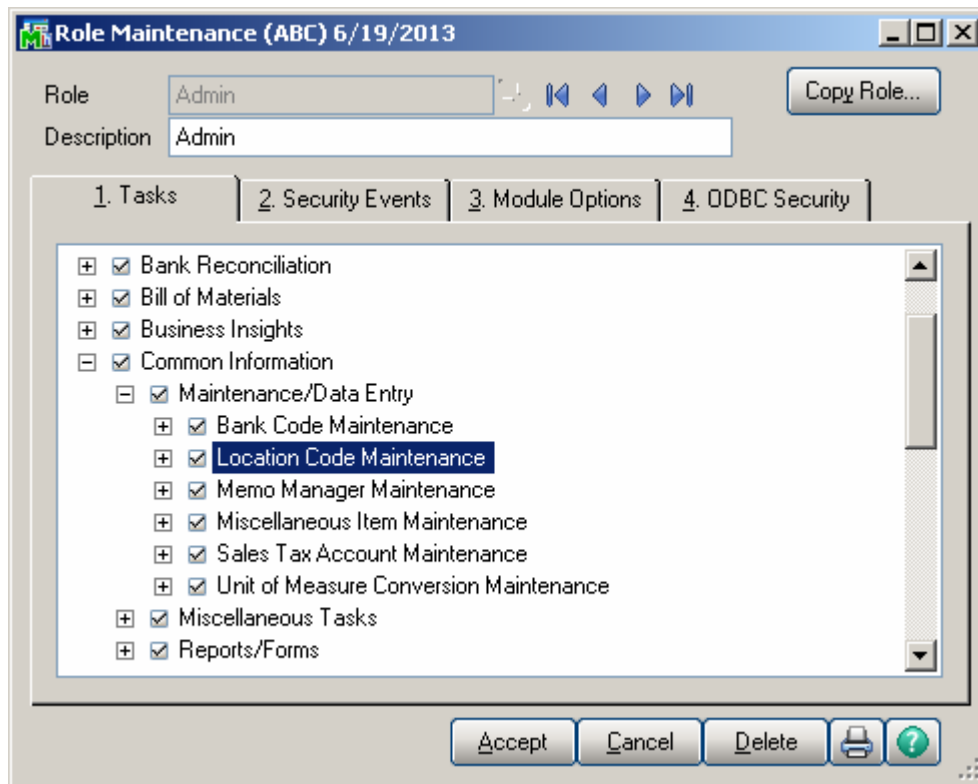 Role Maintenance (ABC) 6/19/2013
Role Admin Copy Role...
Description Admin
1. Tasks 2. Security Events 3. Module Options 4. ODBC Security
Bank Reconciliation
Bill of Materials
Business Insights
Common Information
Maintenance/Data Entry
Bank Code Maintenance
Location Code Maintenance
Memo Manager Maintenance
Miscellaneous Item Maintenance
Sales Tax Account Maintenance
Unit of Measure Conversion Maintenance
Miscellaneous Tasks
Reports/Forms
Accept Cancel Delete